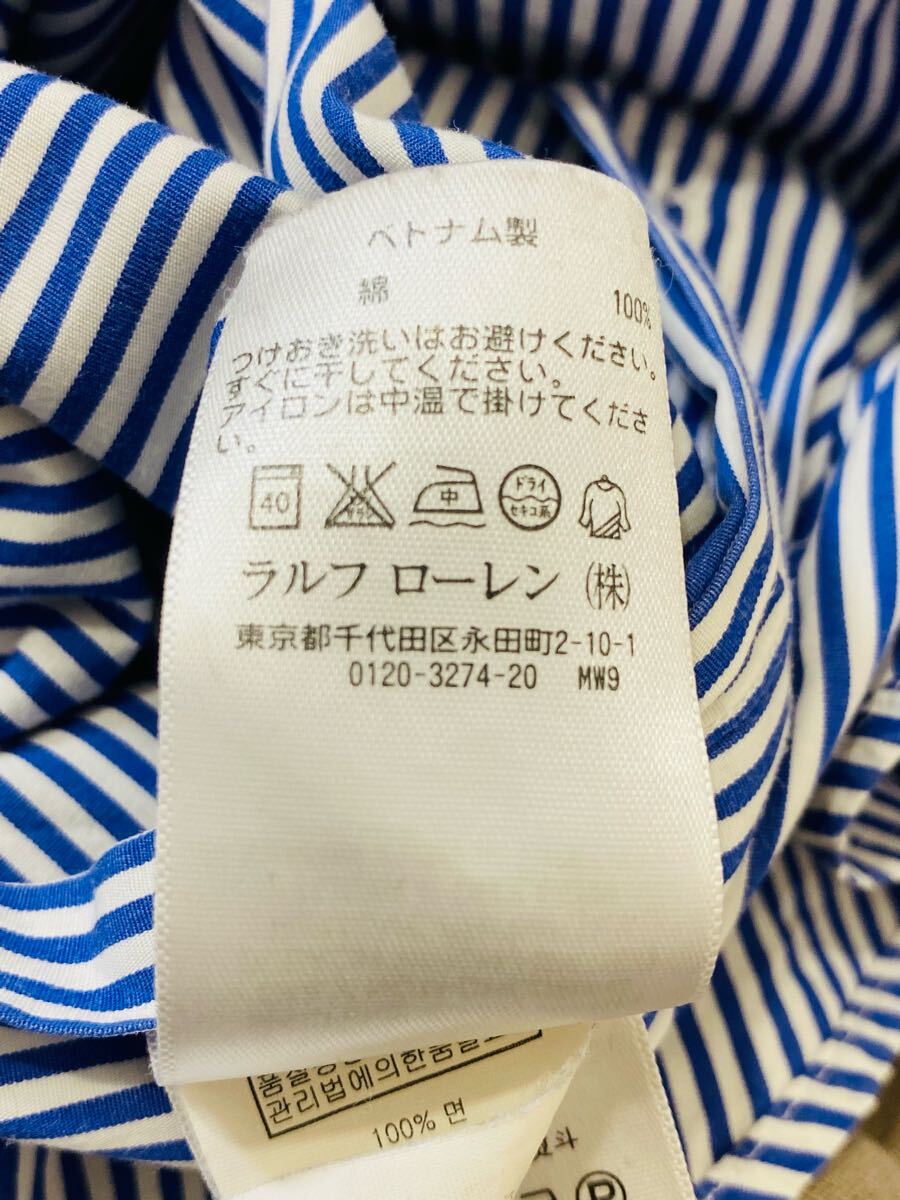 ベトナム製
綿 100%
つけおき洗いはお避けください。
すぐに干してください。
アイロンは中温で掛けてくださ
い。
40 中 ドライ セキユ系
ラルフ ローレン (株)
東京都千代田区永田町2-10-1
0120-3274-20 MW9
관리법에의한품
100% 면